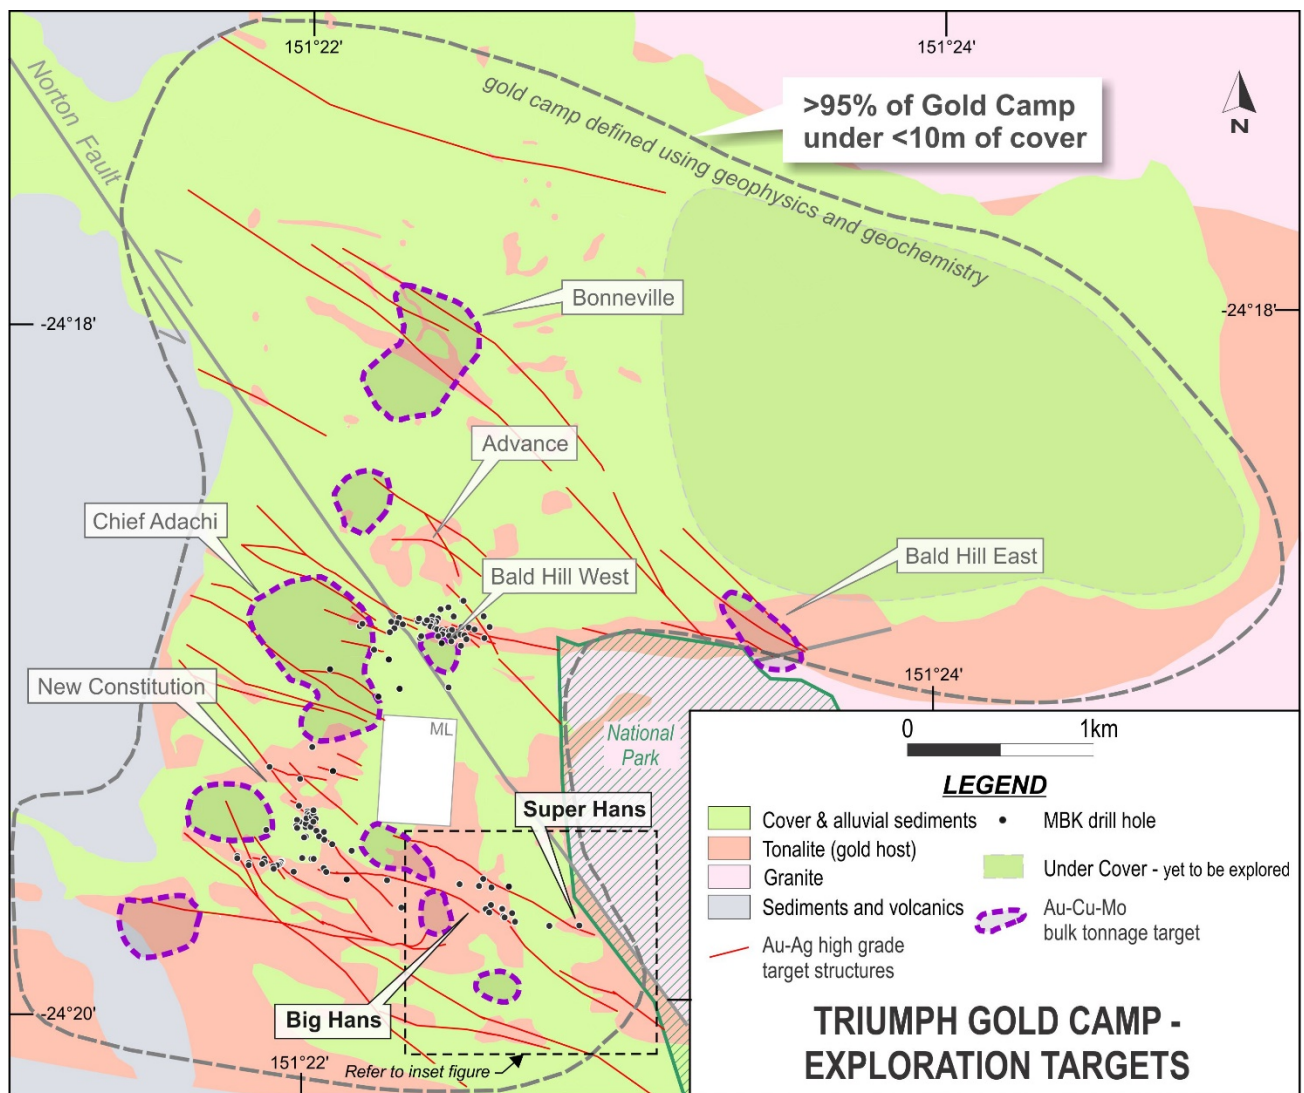 151°22'
151°24'
Norton Fault
gold camp defined using geophysics and geochemistry
>95% of Gold Camp
under <10m of cover
N
-24°18'
-24°18'
Bonneville
Advance
Chief Adachi
Bald Hill West
Bald Hill East
New Constitution
151°24'
ML
National
Park
Super Hans
Big Hans
-24°20'
151°22'
Refer to inset figure
0 1km
LEGEND
Cover & alluvial sediments
Tonalite (gold host)
Granite
Sediments and volcanics
Au-Ag high grade
target structures
MBK drill hole
Under Cover - yet to be explored
Au-Cu-Mo
bulk tonnage target
TRIUMPH GOLD CAMP -
EXPLORATION TARGETS